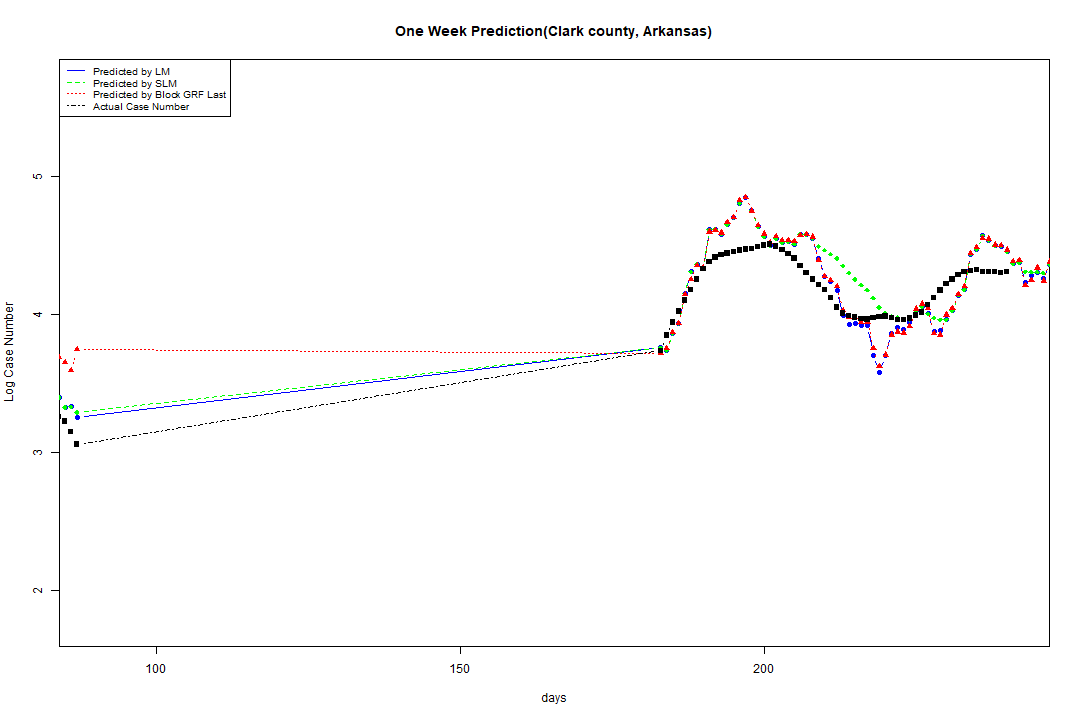 One Week Prediction(Clark county, Arkansas)
Predicted by LM
Predicted by SLM
Predicted by Block GRF Last
Actual Case Number
Log Case Number
5
4
3
2
100
150
200
days